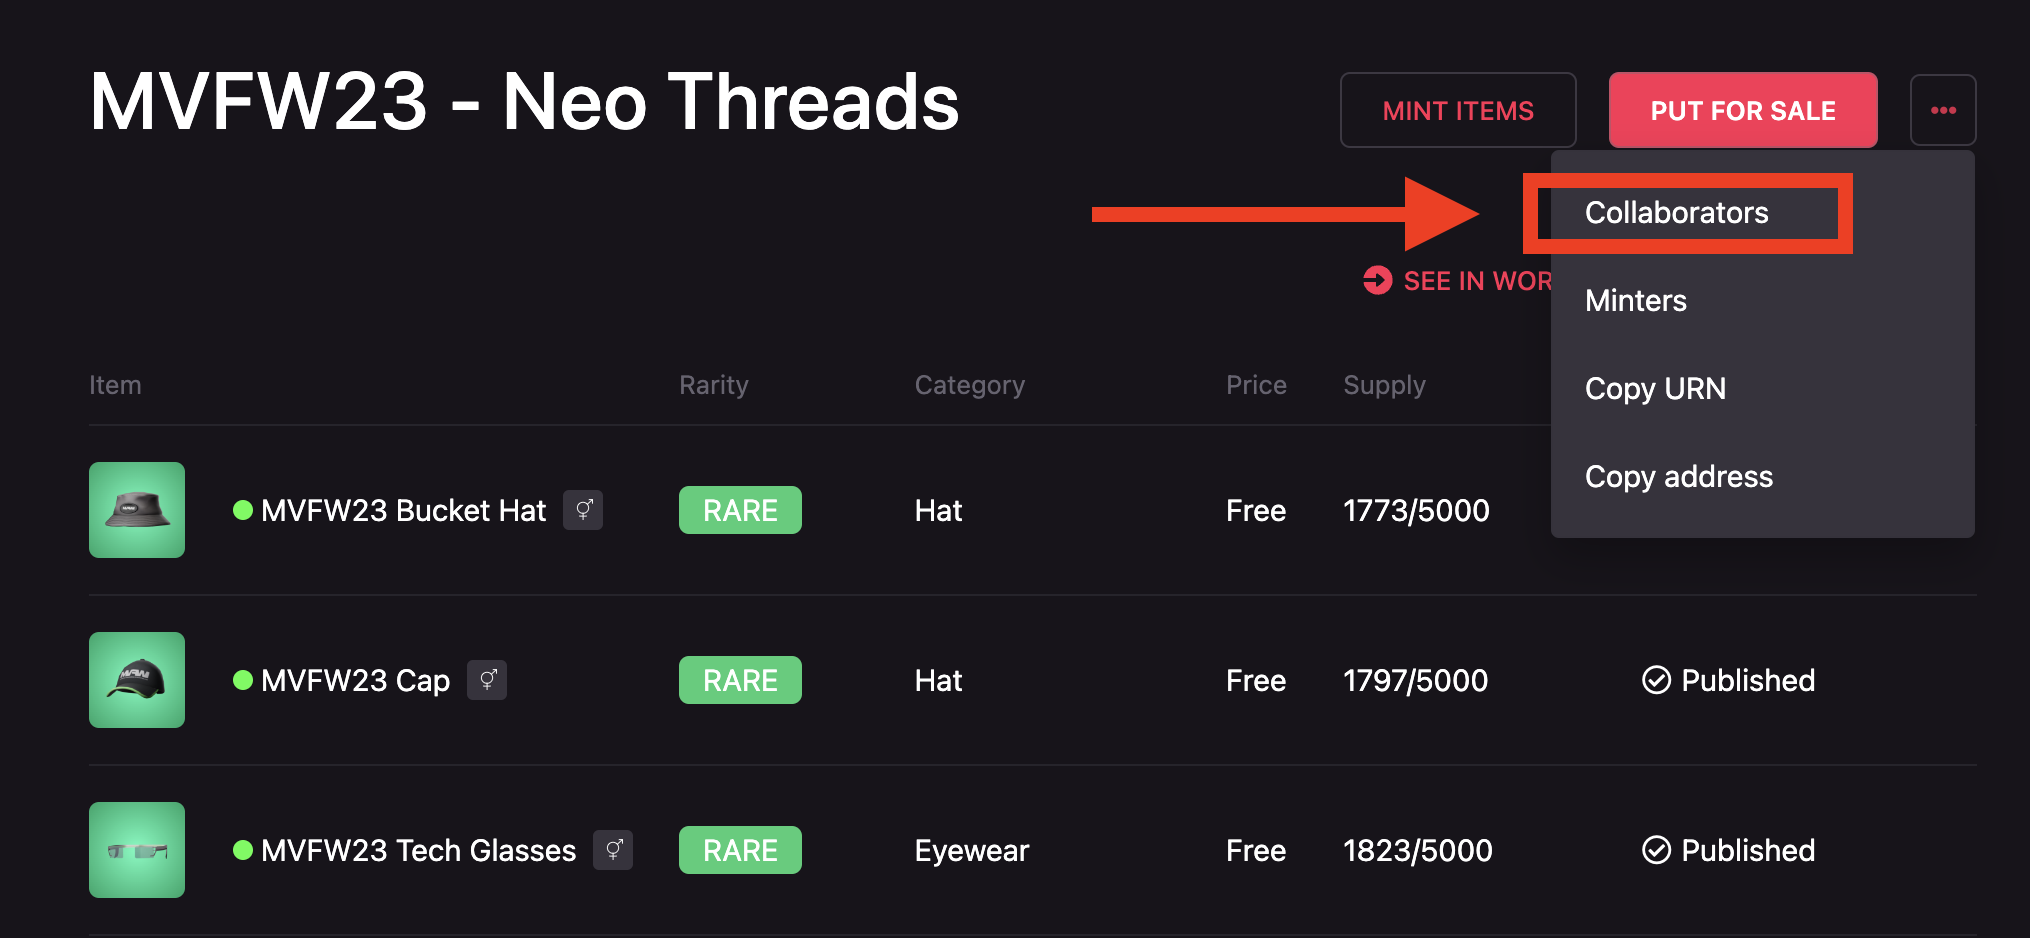 MVFW23 - Neo Threads
MINT ITEMS
PUT FOR SALE
Collaborators
SEE IN WOR
Minters
Copy URN
Copy address
Item Rarity Category Price Supply
MVFW23 Bucket Hat RARE Hat Free 1773/5000
MVFW23 Cap RARE Hat Free 1797/5000 Published
MVFW23 Tech Glasses RARE Eyewear Free 1823/5000 Published